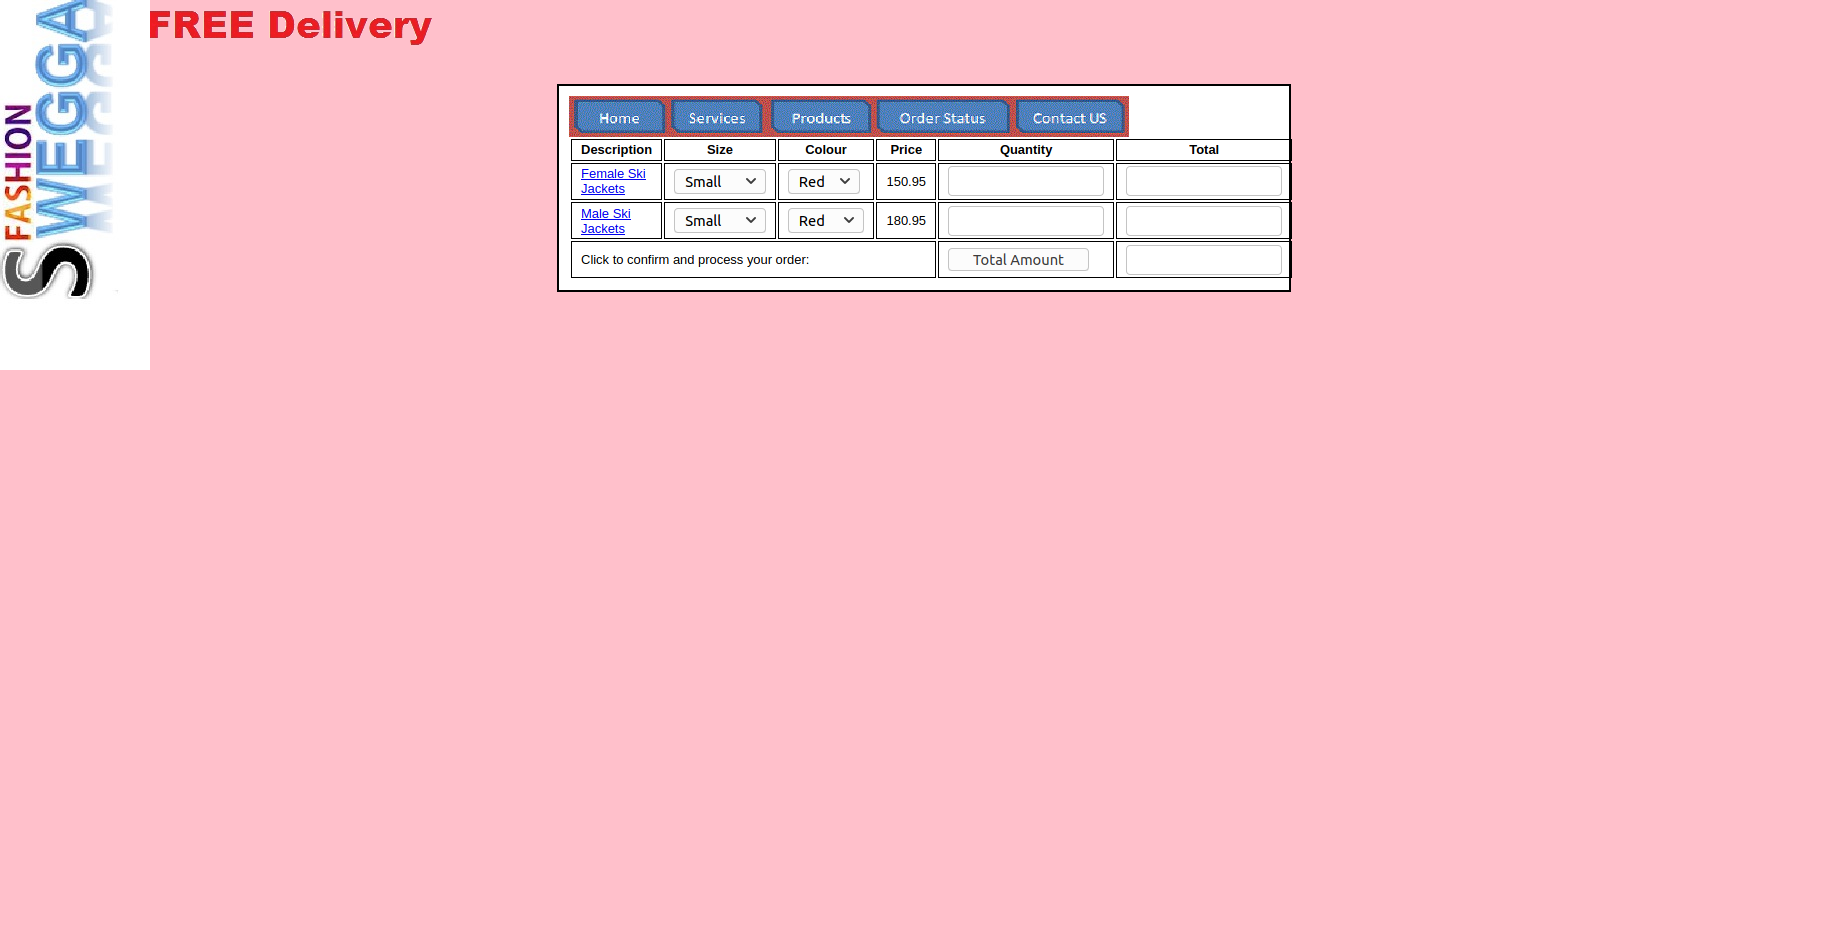 FREE Delivery
FASHION
SWEGGA
Home Services Products Order Status Contact US
Description Size Colour Price Quantity Total
Female Ski
Jackets
Small Red 150.95
Male Ski
Jackets
Small Red 180.95
Click to confirm and process your order: Total Amount